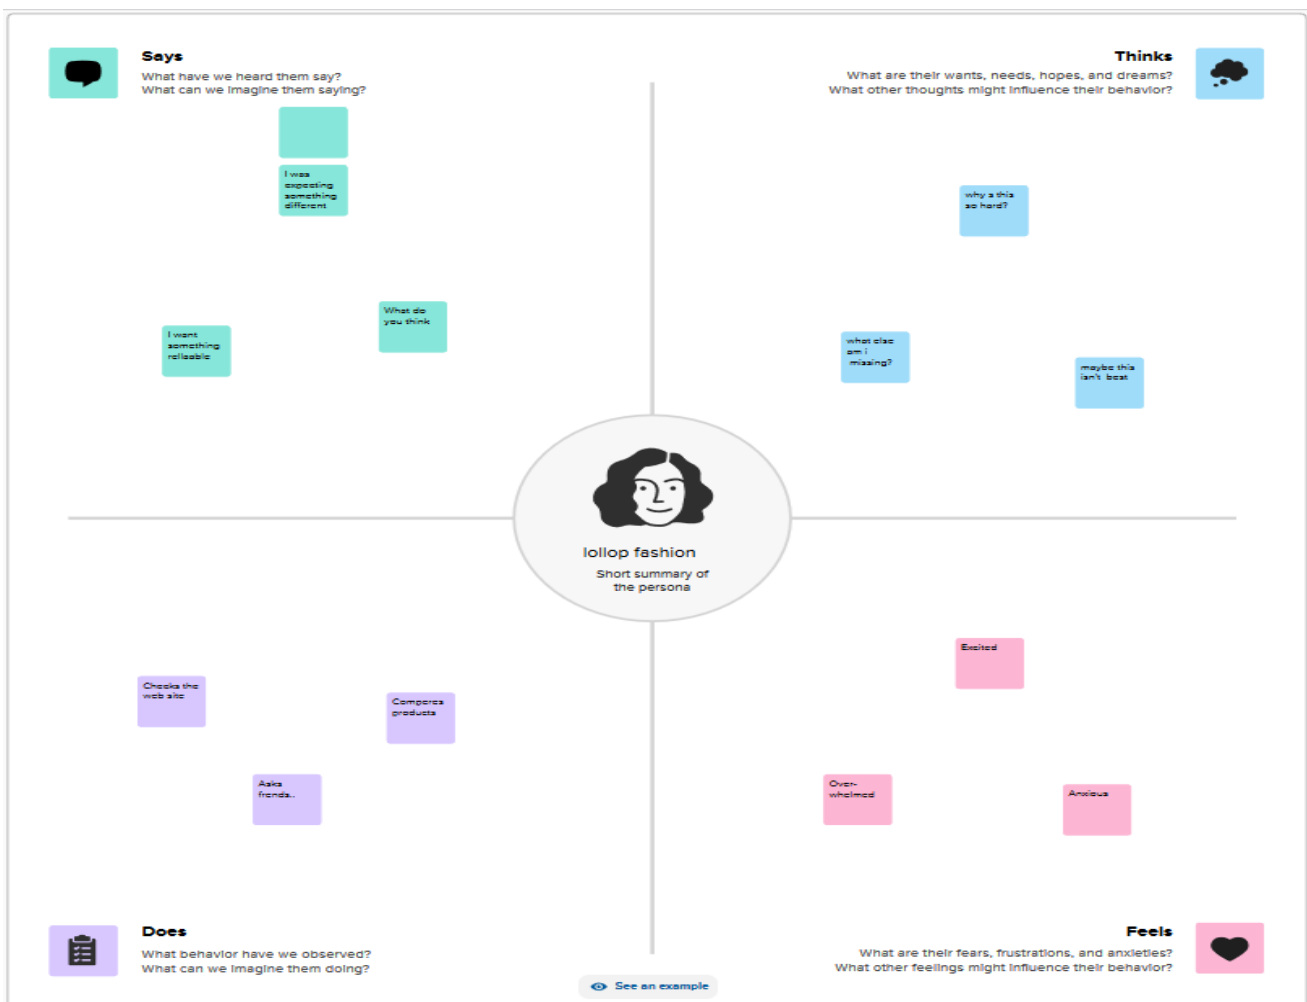 Says
What have we heard them say?
What can we imagine them saying?
Thinks
What are their wants, needs, hopes, and dreams?
What other thoughts might influence their behavior?
I was
expecting
something
different
I want
something
reliaable
What do
you think
why s this
so hard?
what else
am i
missing?
maybe this
isn't best
lollop fashion
Short summary of
the persona
Checks the
web site
Comperes
products
Asks
frends..
Excited
Over-
whelmed
Anxious
Does
What behavior have we observed?
What can we imagine them doing?
Feels
What are their fears, frustrations, and anxieties?
What other feelings might influence their behavior?
See an example